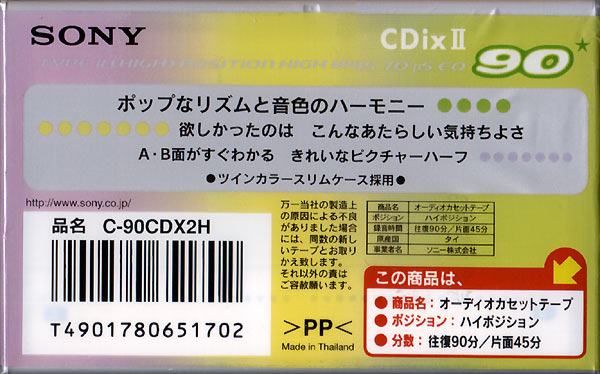 SONY
CDixⅡ
90
TYPE II (HIGH) POSITION HIGH BIAS 70 μS EQ
ポップなリズムと音色のハーモニー
欲しかったのは こんなあたらしい気持ちよさ
A・B面がすぐわかる きれいなピクチャーハーフ
●ツインカラースリムケース採用●
http://www.sony.co.jp/
品名 C-90CDX2H
T4901780651702
万一当社の製造上
の原因による不良
がありました場合
には、同数の新し
いテープとお取り
かえ致します。
それ以外の責は
ご容赦願います。
>PP<
Made in Thailand
商品名 オーディオカセットテープ
ポジション ハイポジション
録音時間 往復90分/片面45分
原産国 タイ
事業者名 ソニー株式会社
この商品は、
●商品名:オーディオカセットテープ
●ポジション:ハイポジション
●分数:往復90分/片面45分